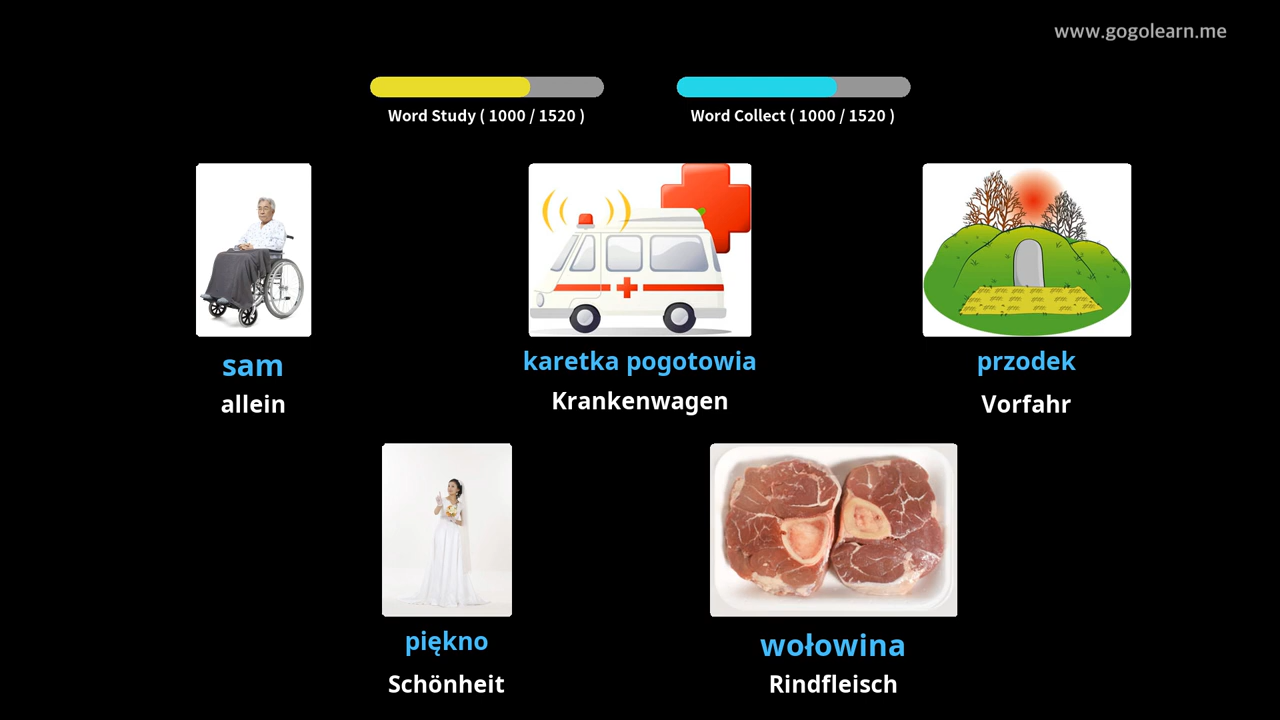 www.gogolearn.me
Word Study ( 1000 / 1520 )
Word Collect ( 1000 / 1520 )
sam
allein
karetka pogotowia
Krankenwagen
przodek
Vorfahr
piękno
Schönheit
wołowina
Rindfleisch